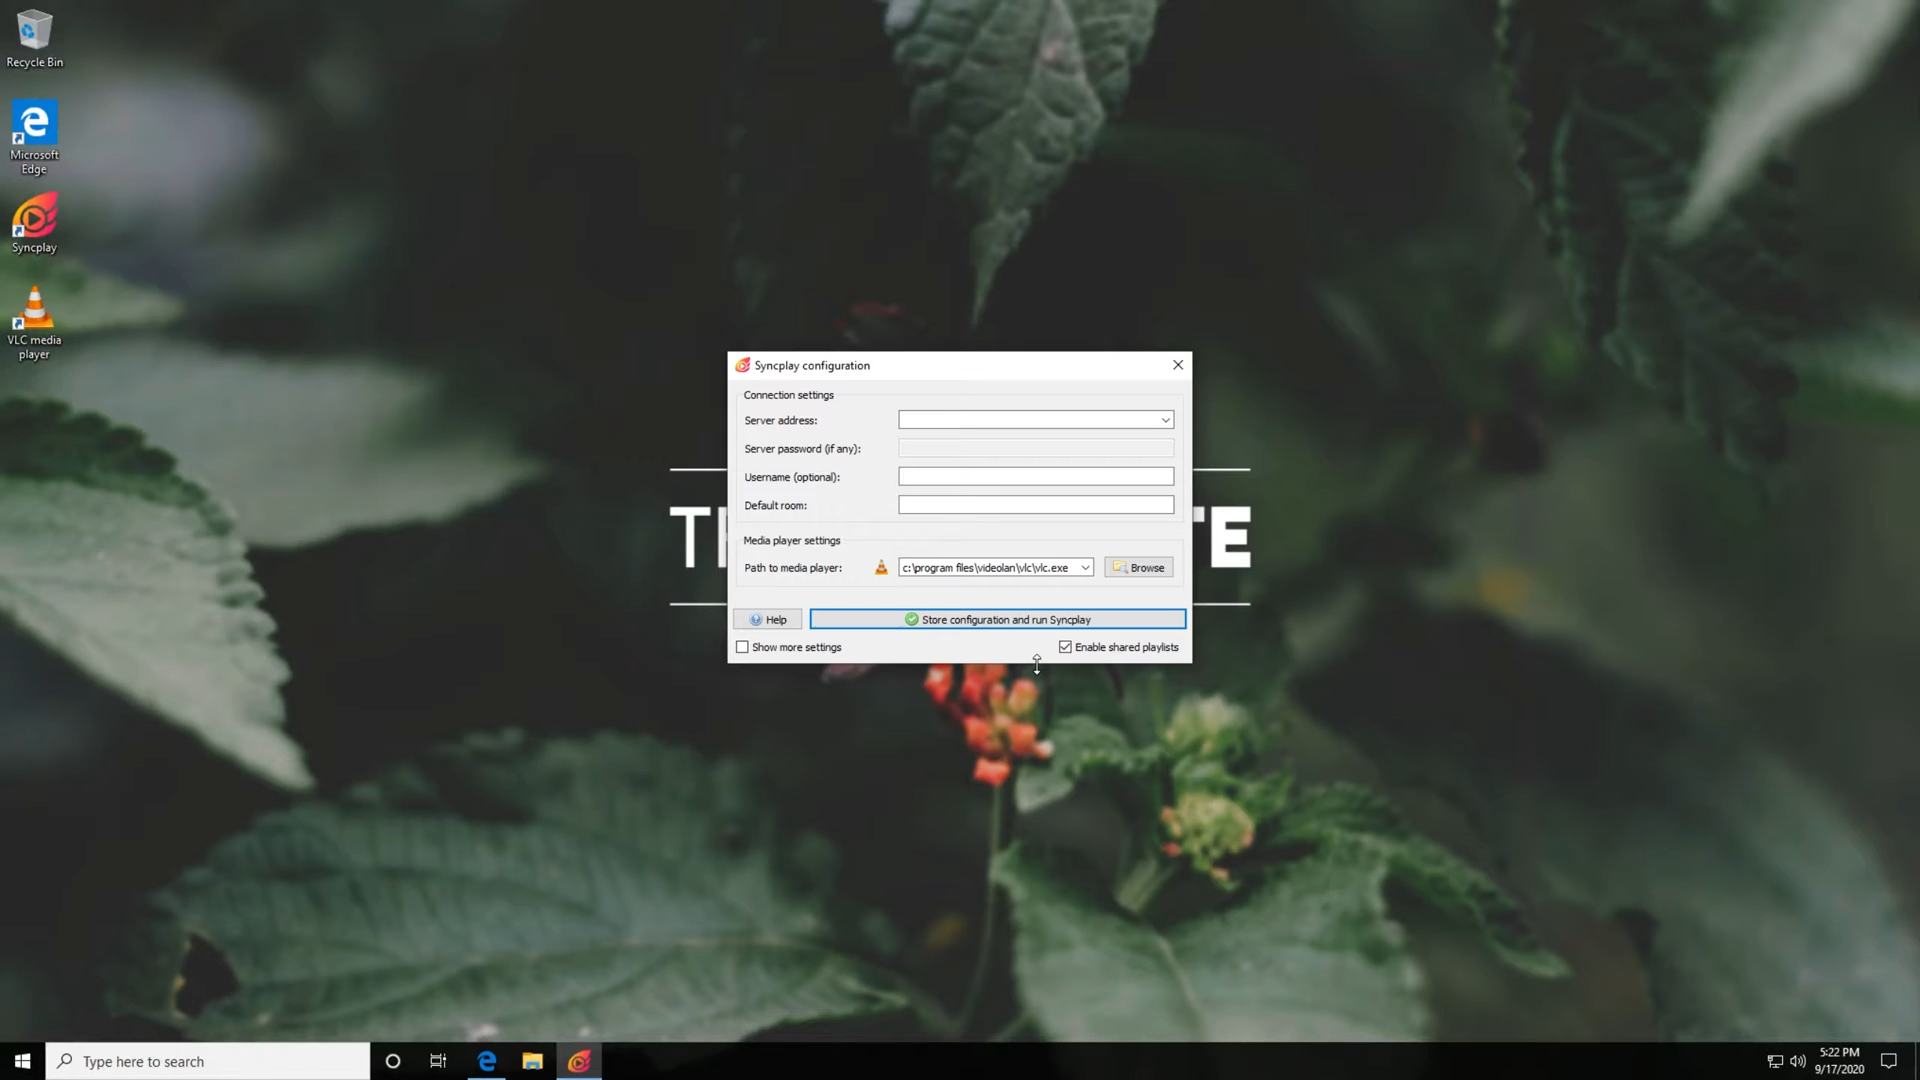 Recycle Bin
Microsoft
Edge
Syncplay
VLC media
player
Syncplay configuration
Connection settings
Server address:
Server password (if any):
Username (optional):
Default room:
Media player settings
Path to media player:
c:\program files\videolan\vlc\vlc.exe
Browse
Help
Store configuration and run Syncplay
Show more settings
Enable shared playlists
Type here to search
5:22 PM
9/17/2020